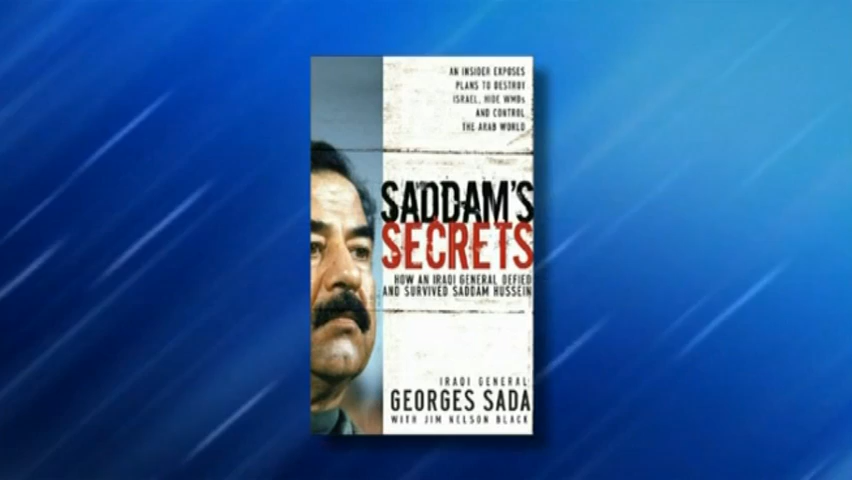 AN INSIDER EXPOSES
PLANS TO DESTROY
ISRAEL, HIDE WMDs
AND CONTROL
THE ARAB WORLD
SADDAM'S
SECRETS
HOW AN IRAQI GENERAL DEFIED
AND SURVIVED SADDAM HUSSEIN
IRAQI GENERAL
GEORGES SADA
WITH JIM NELSON BLACK